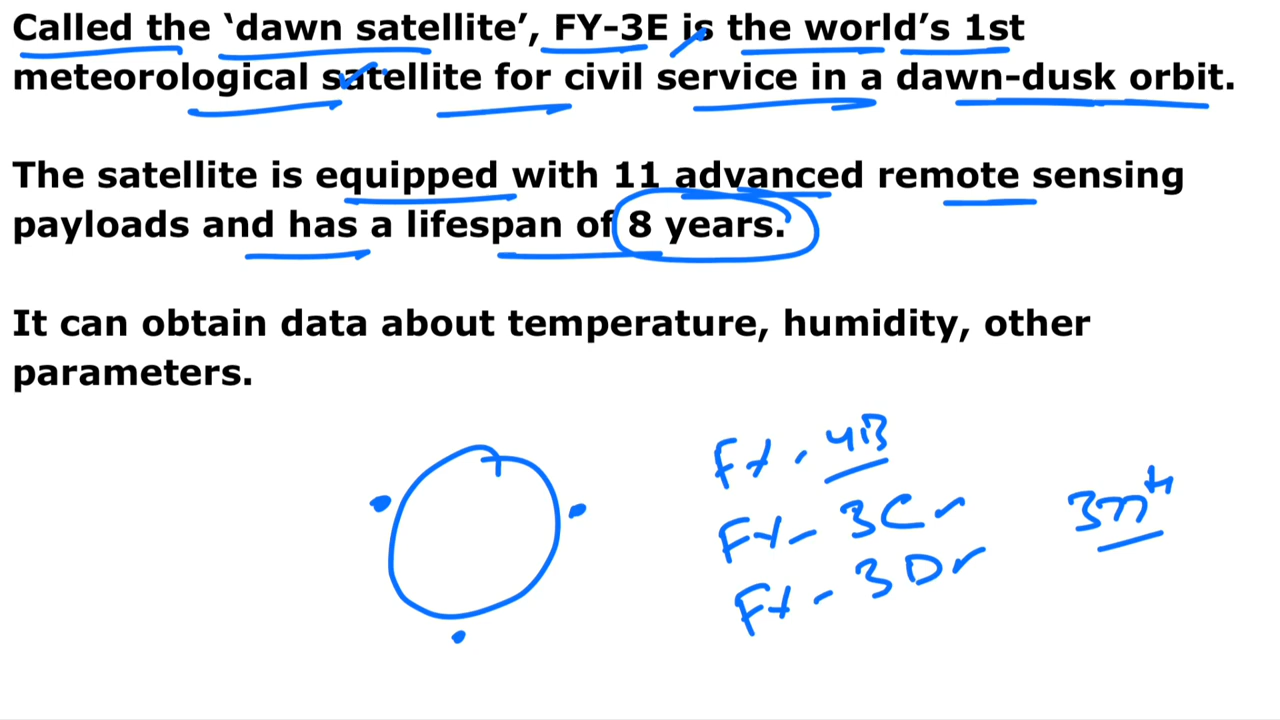 Called the ‘dawn satellite’, FY-3E is the world’s 1st
meteorological satellite for civil service in a dawn-dusk orbit.
The satellite is equipped with 11 advanced remote sensing
payloads and has a lifespan of 8 years.
It can obtain data about temperature, humidity, other
parameters.
FY - 4B
FY - 3C
377th
FY - 3D